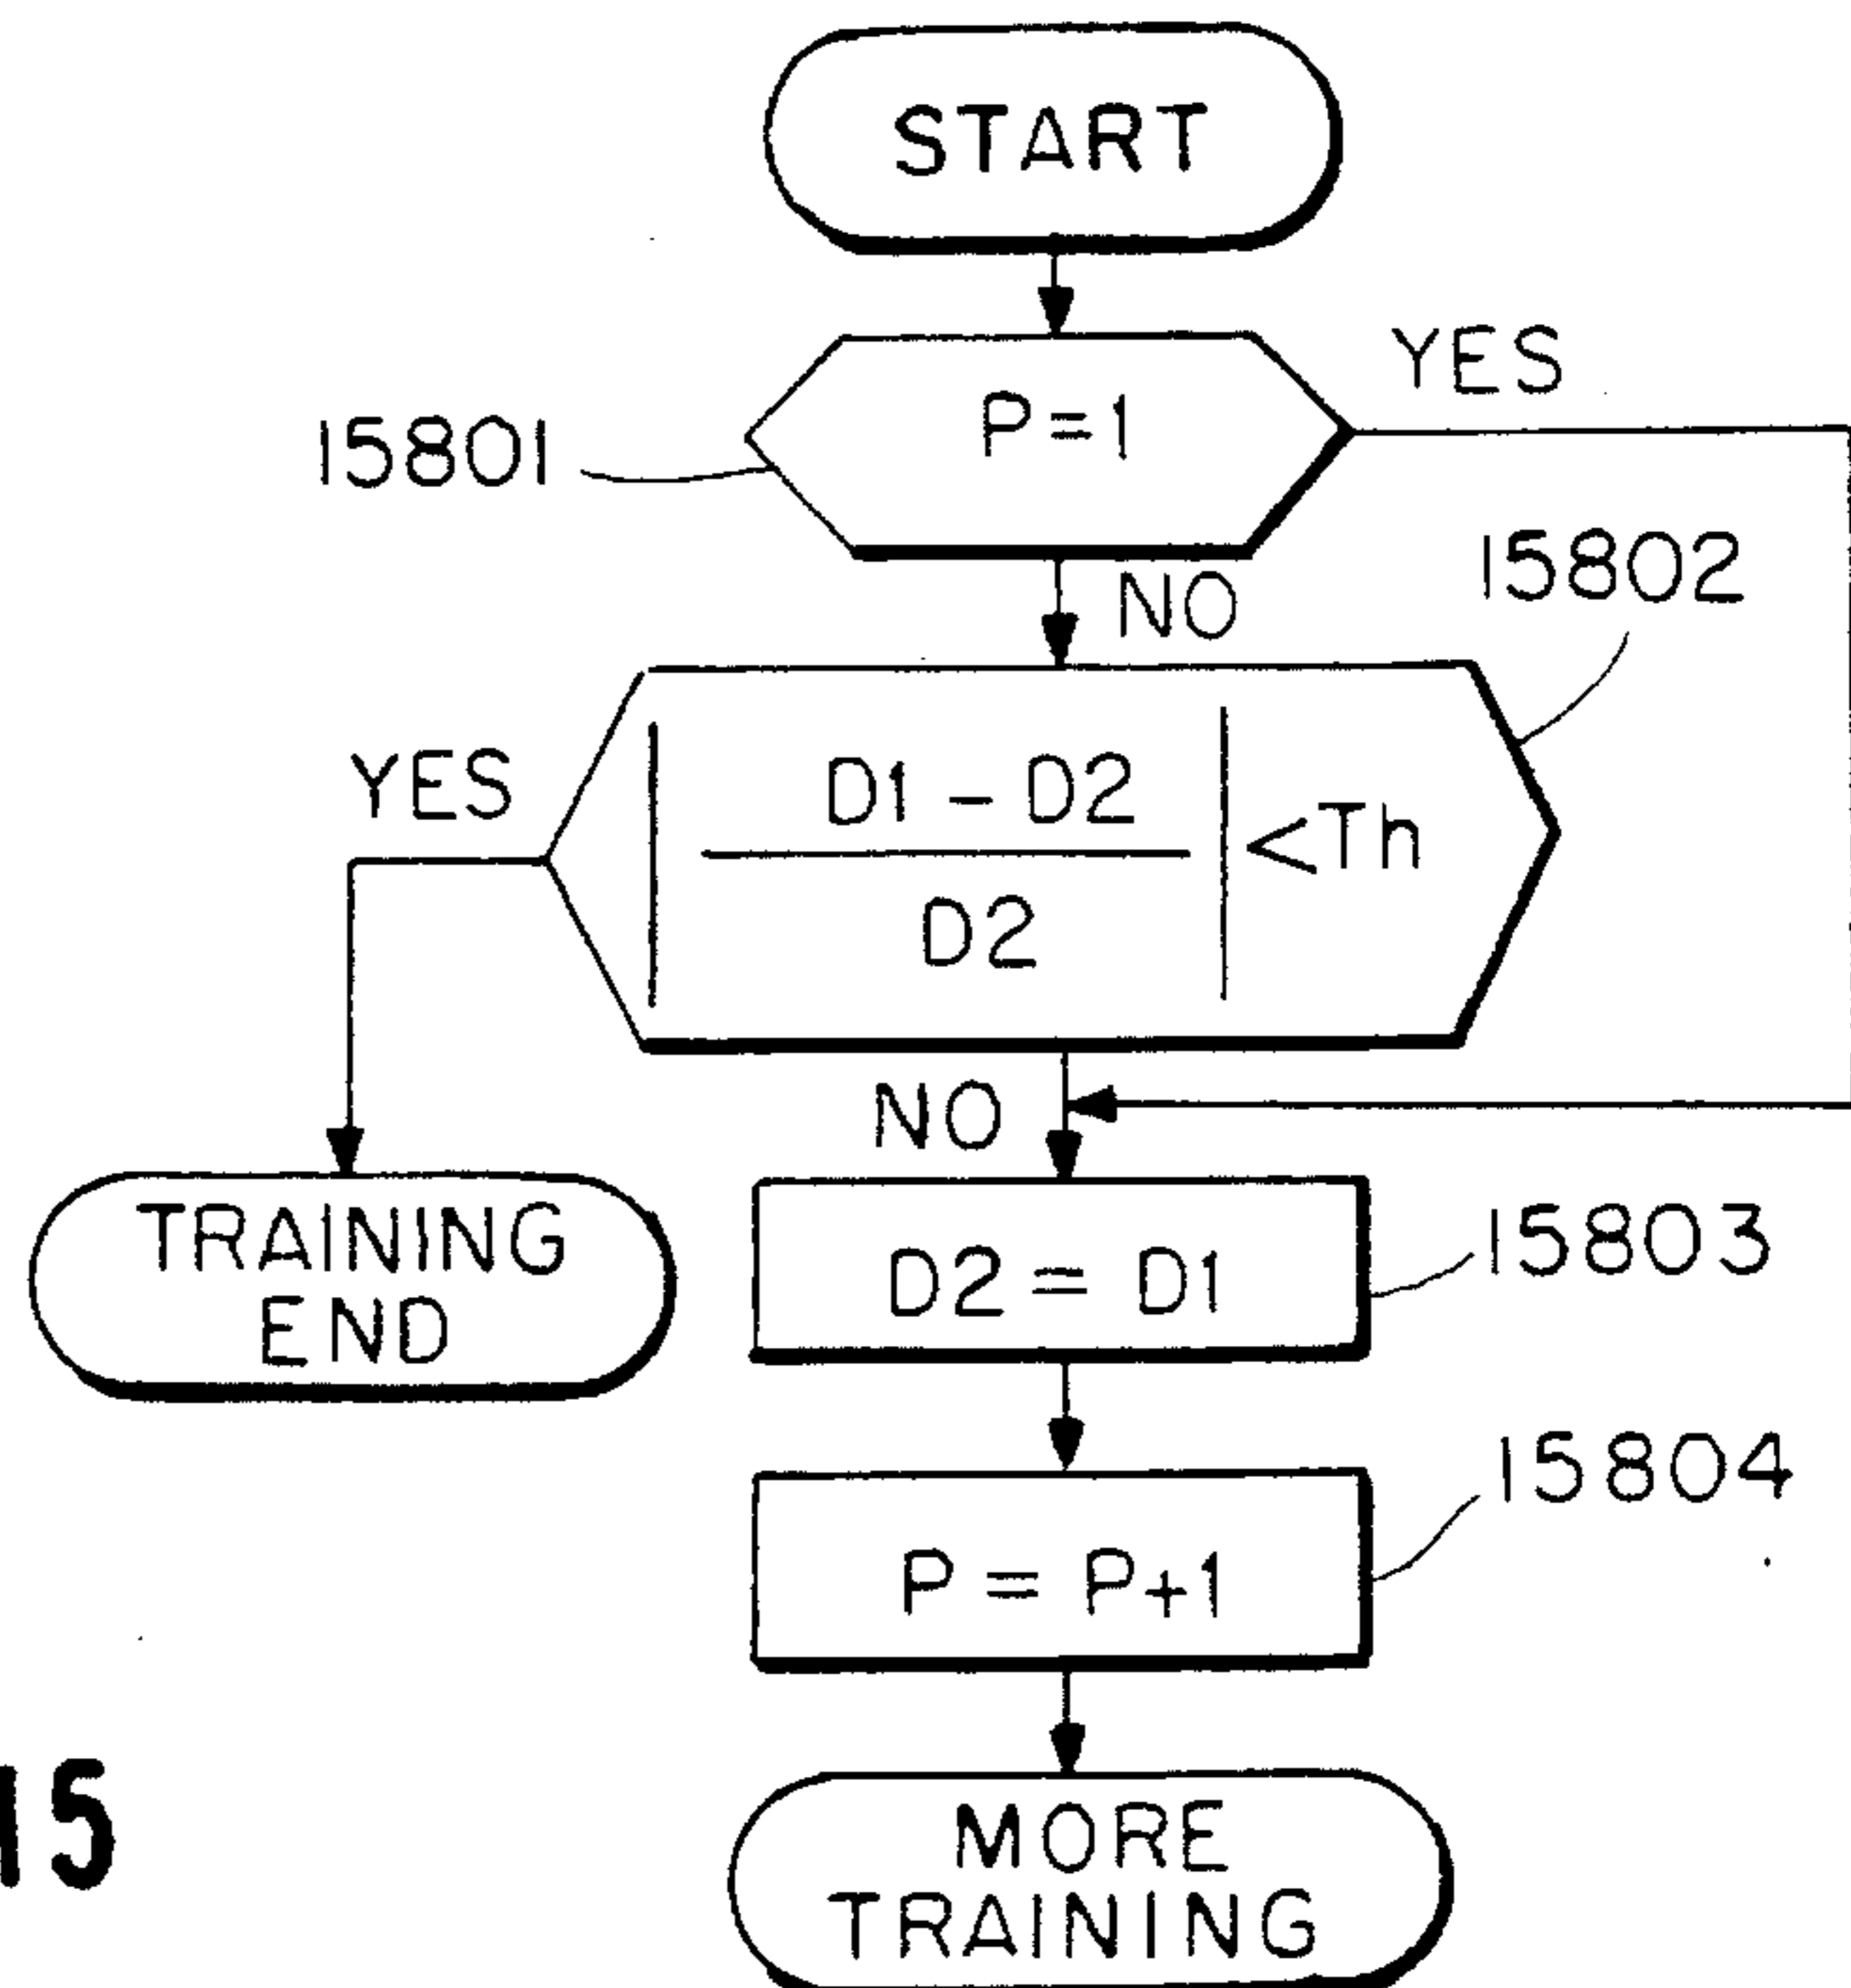 START
P=1
YES
15801
NO
15802
YES
D1 - D2
D2
<Th
NO
TRAINING
END
D2 = D1
15803
P = P+1
15804
15
MORE
TRAINING